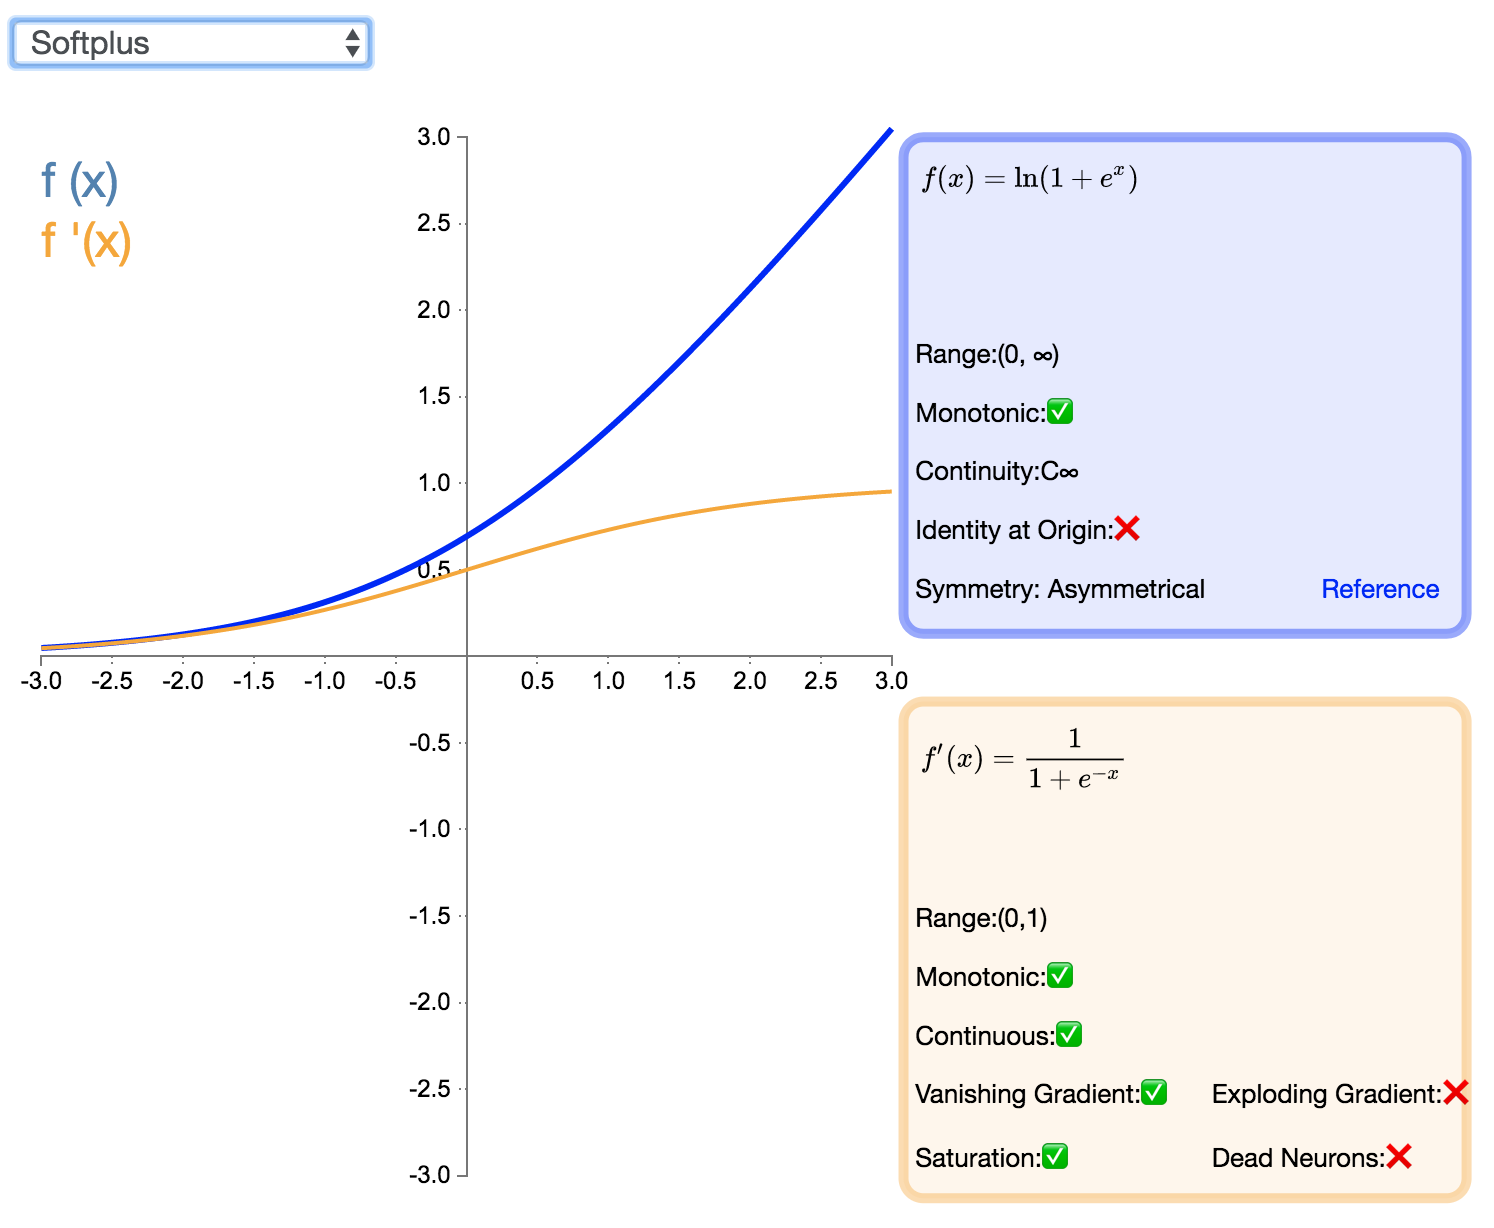 Softplus
f (x)
f '(x)
3.0
2.5
2.0
1.5
1.0
0.5
-3.0 -2.5 -2.0 -1.5 -1.0 -0.5 0.5 1.0 1.5 2.0 2.5 3.0
-0.5
-1.0
-1.5
-2.0
-2.5
-3.0
f(x) = ln(1 + eˣ)
Range:(0, ∞)
Monotonic:✅
Continuity:C∞
Identity at Origin:❌
Symmetry: Asymmetrical Reference
f′(x) = 1 / (1 + e⁻ˣ)
Range:(0,1)
Monotonic:✅
Continuous:✅
Vanishing Gradient:✅ Exploding Gradient:❌
Saturation:✅ Dead Neurons:❌